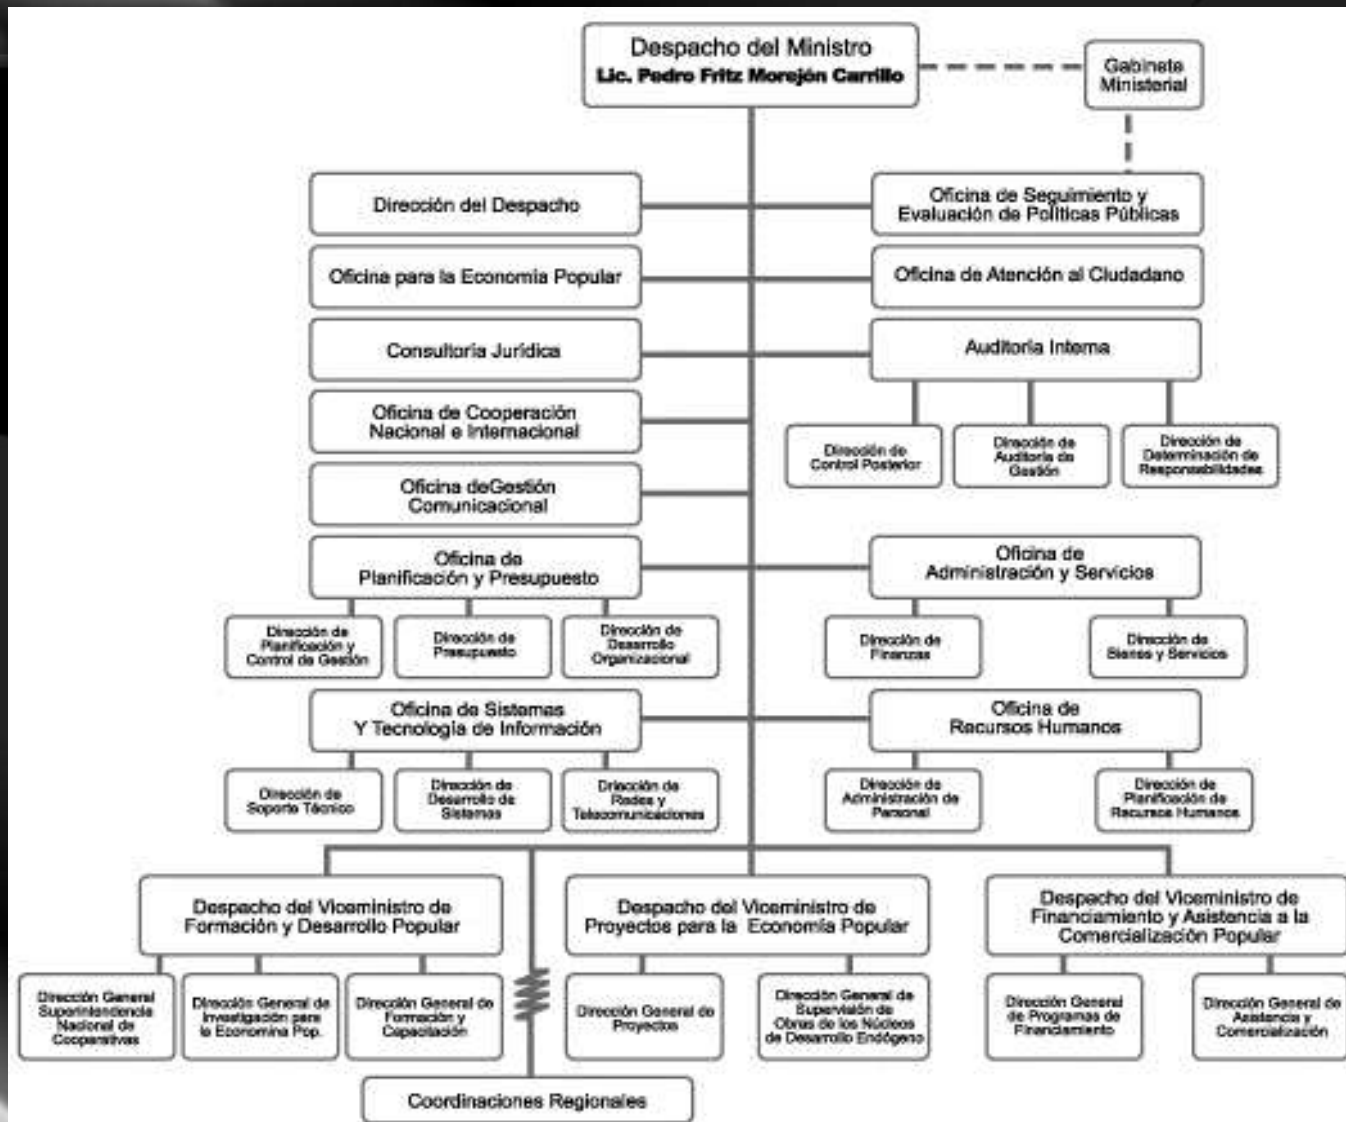 Despacho del Ministro
Lic. Pedro Fritz Morejón Carrillo
Gabinete
Ministerial
Dirección del Despacho
Oficina de Seguimiento y
Evaluación de Políticas Públicas
Oficina para la Economía Popular
Oficina de Atención al Ciudadano
Consultoría Jurídica
Auditoría Interna
Oficina de Cooperación
Nacional e Internacional
Dirección de
Control Posterior
Dirección de
Auditoría de
Gestión
Dirección de
Determinación de
Responsabilidades
Oficina deGestión
Comunicacional
Oficina de
Planificación y Presupuesto
Oficina de
Administración y Servicios
Dirección de
Planificación y
Control de Gestión
Dirección de
Presupuesto
Dirección de
Desarrollo
Organizacional
Dirección de
Finanzas
Dirección de
Bienes y Servicios
Oficina de Sistemas
Y Tecnología de Información
Oficina de
Recursos Humanos
Dirección de
Soporte Técnico
Dirección de
Desarrollo de
Sistemas
Driección de
Redes y
Telecomunicaciones
Dirección de
Administración de
Personal
Dirección de
Planificación de
Recursos Humanos
Despacho del Viceministro de
Formación y Desarrollo Popular
Despacho del Viceministro de
Proyectos para la Economía Popular
Despacho del Viceministro de
Financiamiento y Asistencia a la
Comercialización Popular
Dirección General
Superintendencia
Nacional de
Cooperativas
Dirección General de
Investigación para
la Economina Pop.
Dirección General de
Formación y
Capacitación
Dirección General de
Proyectos
Dirección General de
Supervisión de
Obras de los Núcleos
de Desarrollo Endógeno
Dirección General
de Programas de
Financiamiento
Dirección General de
Asistencia y
Comercialización
Coordinaciones Regionales